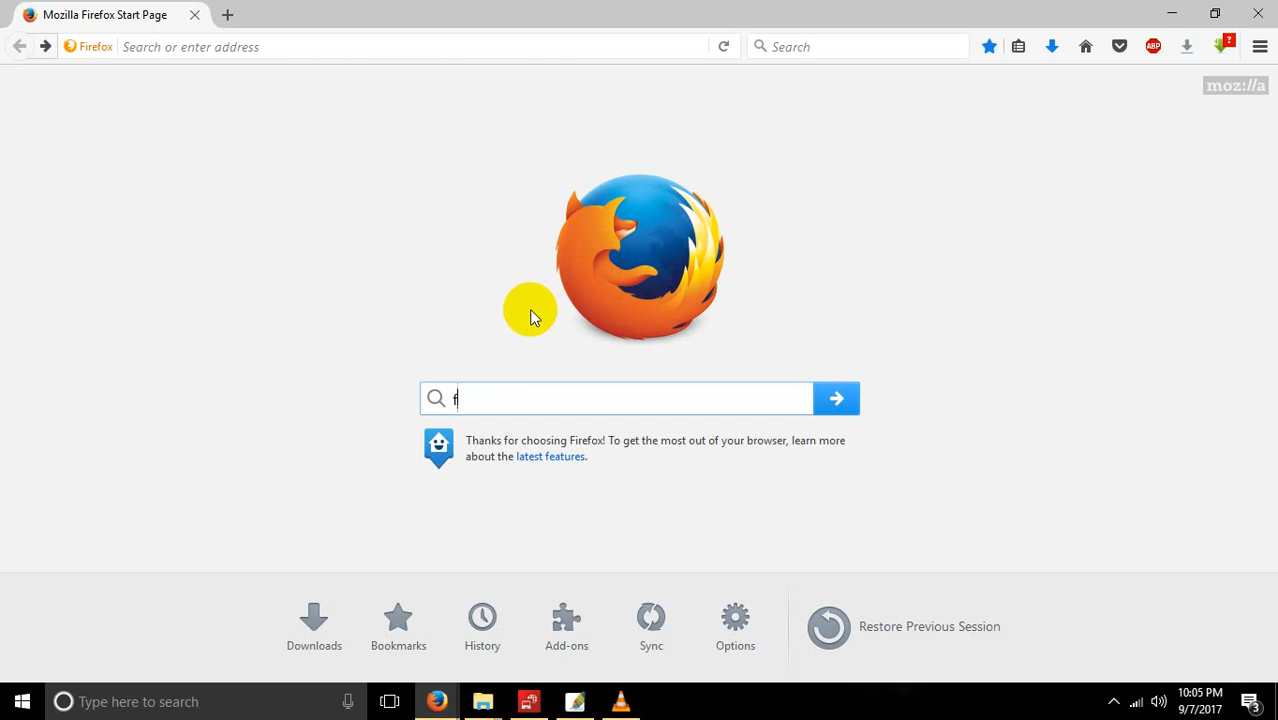 Mozilla Firefox Start Page
Firefox
Search or enter address
Search
ABP
?
moz://a
f
Thanks for choosing Firefox! To get the most out of your browser, learn more
about the latest features.
Downloads
Bookmarks
History
Add-ons
Sync
Options
Restore Previous Session
Type here to search
10:05 PM
9/7/2017
3